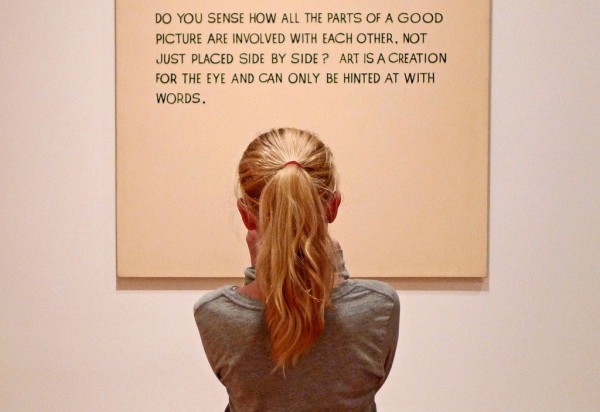 DO YOU SENSE HOW ALL THE PARTS OF A GOOD
PICTURE ARE INVOLVED WITH EACH OTHER, NOT
JUST PLACED SIDE BY SIDE? ART IS A CREATION
FOR THE EYE AND CAN ONLY BE HINTED AT WITH
WORDS.